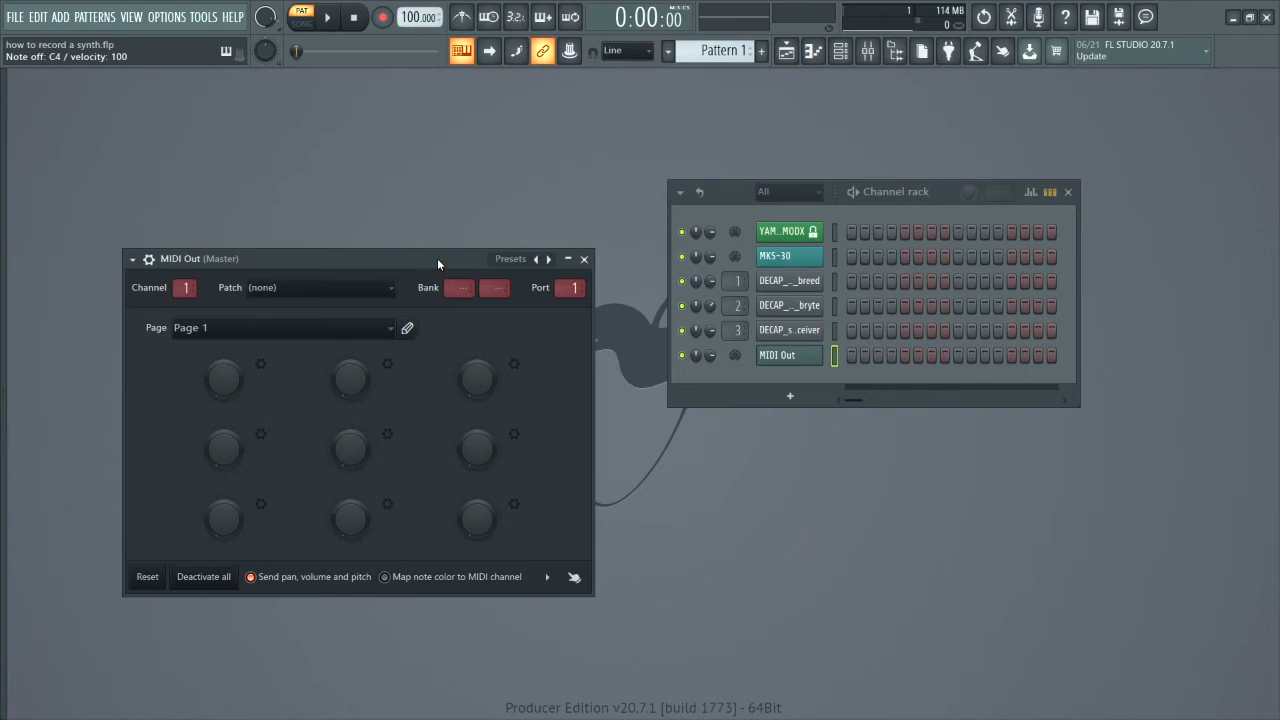 FILE EDIT ADD PATTERNS VIEW OPTIONS TOOLS HELP
PAT
SONG
100.000
3.2.
0:00:00
M:S:CS
1
114 MB
0
how to record a synth.flp
Note off: C4 / velocity: 100
Line
Pattern 1
+
06/21 FL STUDIO 20.7.1
Update
All
Channel rack
YAM..MODX
MKS-30
1
DECAP_.._breed
2
DECAP_.._bryte
3
DECAP_s..ceiver
MIDI Out
+
MIDI Out (Master)
Presets
Channel 1
Patch (none)
Bank ... ...
Port 1
Page Page 1
Reset
Deactivate all
Send pan, volume and pitch
Map note color to MIDI channel
Producer Edition v20.7.1 [build 1773] - 64Bit